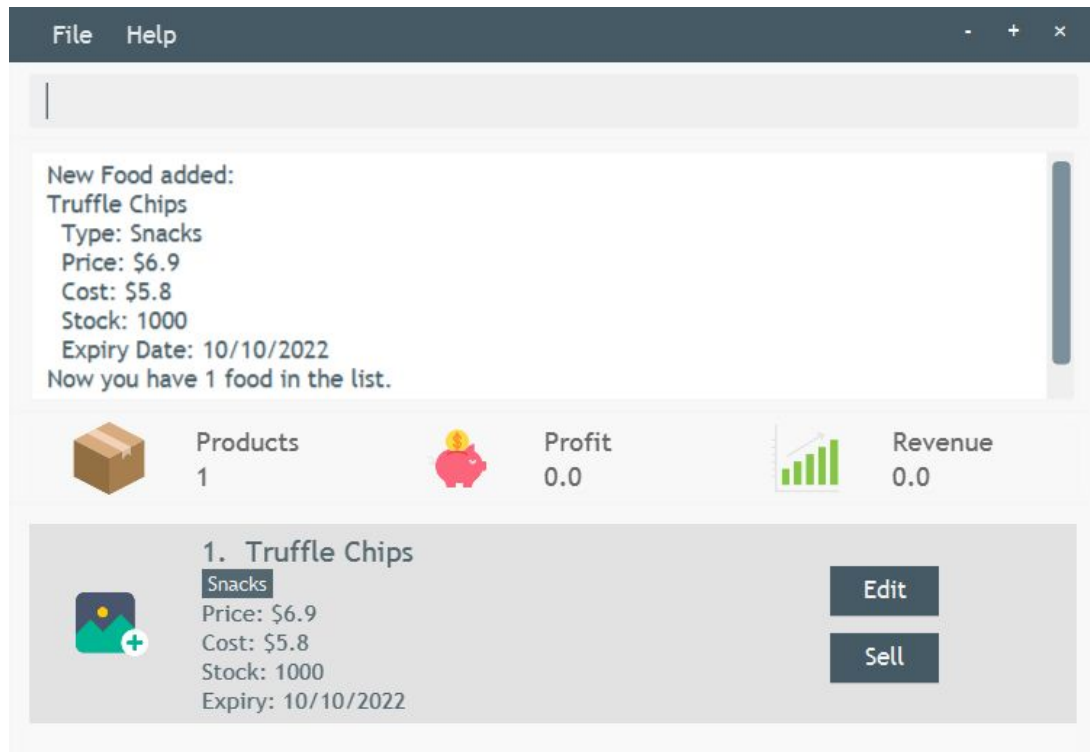 File Help - + ×
New Food added:
Truffle Chips
Type: Snacks
Price: $6.9
Cost: $5.8
Stock: 1000
Expiry Date: 10/10/2022
Now you have 1 food in the list.
Products
1
Profit
0.0
Revenue
0.0
1. Truffle Chips
Snacks
Price: $6.9
Cost: $5.8
Stock: 1000
Expiry: 10/10/2022
Edit
Sell